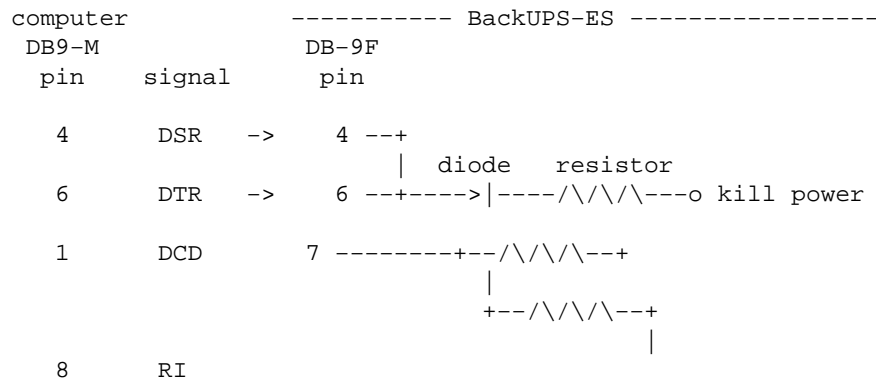 computer ----------- BackUPS-ES -----------------
DB9-M DB-9F
pin signal pin
4 DSR -> 4 --+
| diode resistor
6 DTR -> 6 --+---->|----/\/\/\---o kill power
1 DCD 7 --------+--/\/\/\--+
|
+--/\/\/\--+
|
8 RI